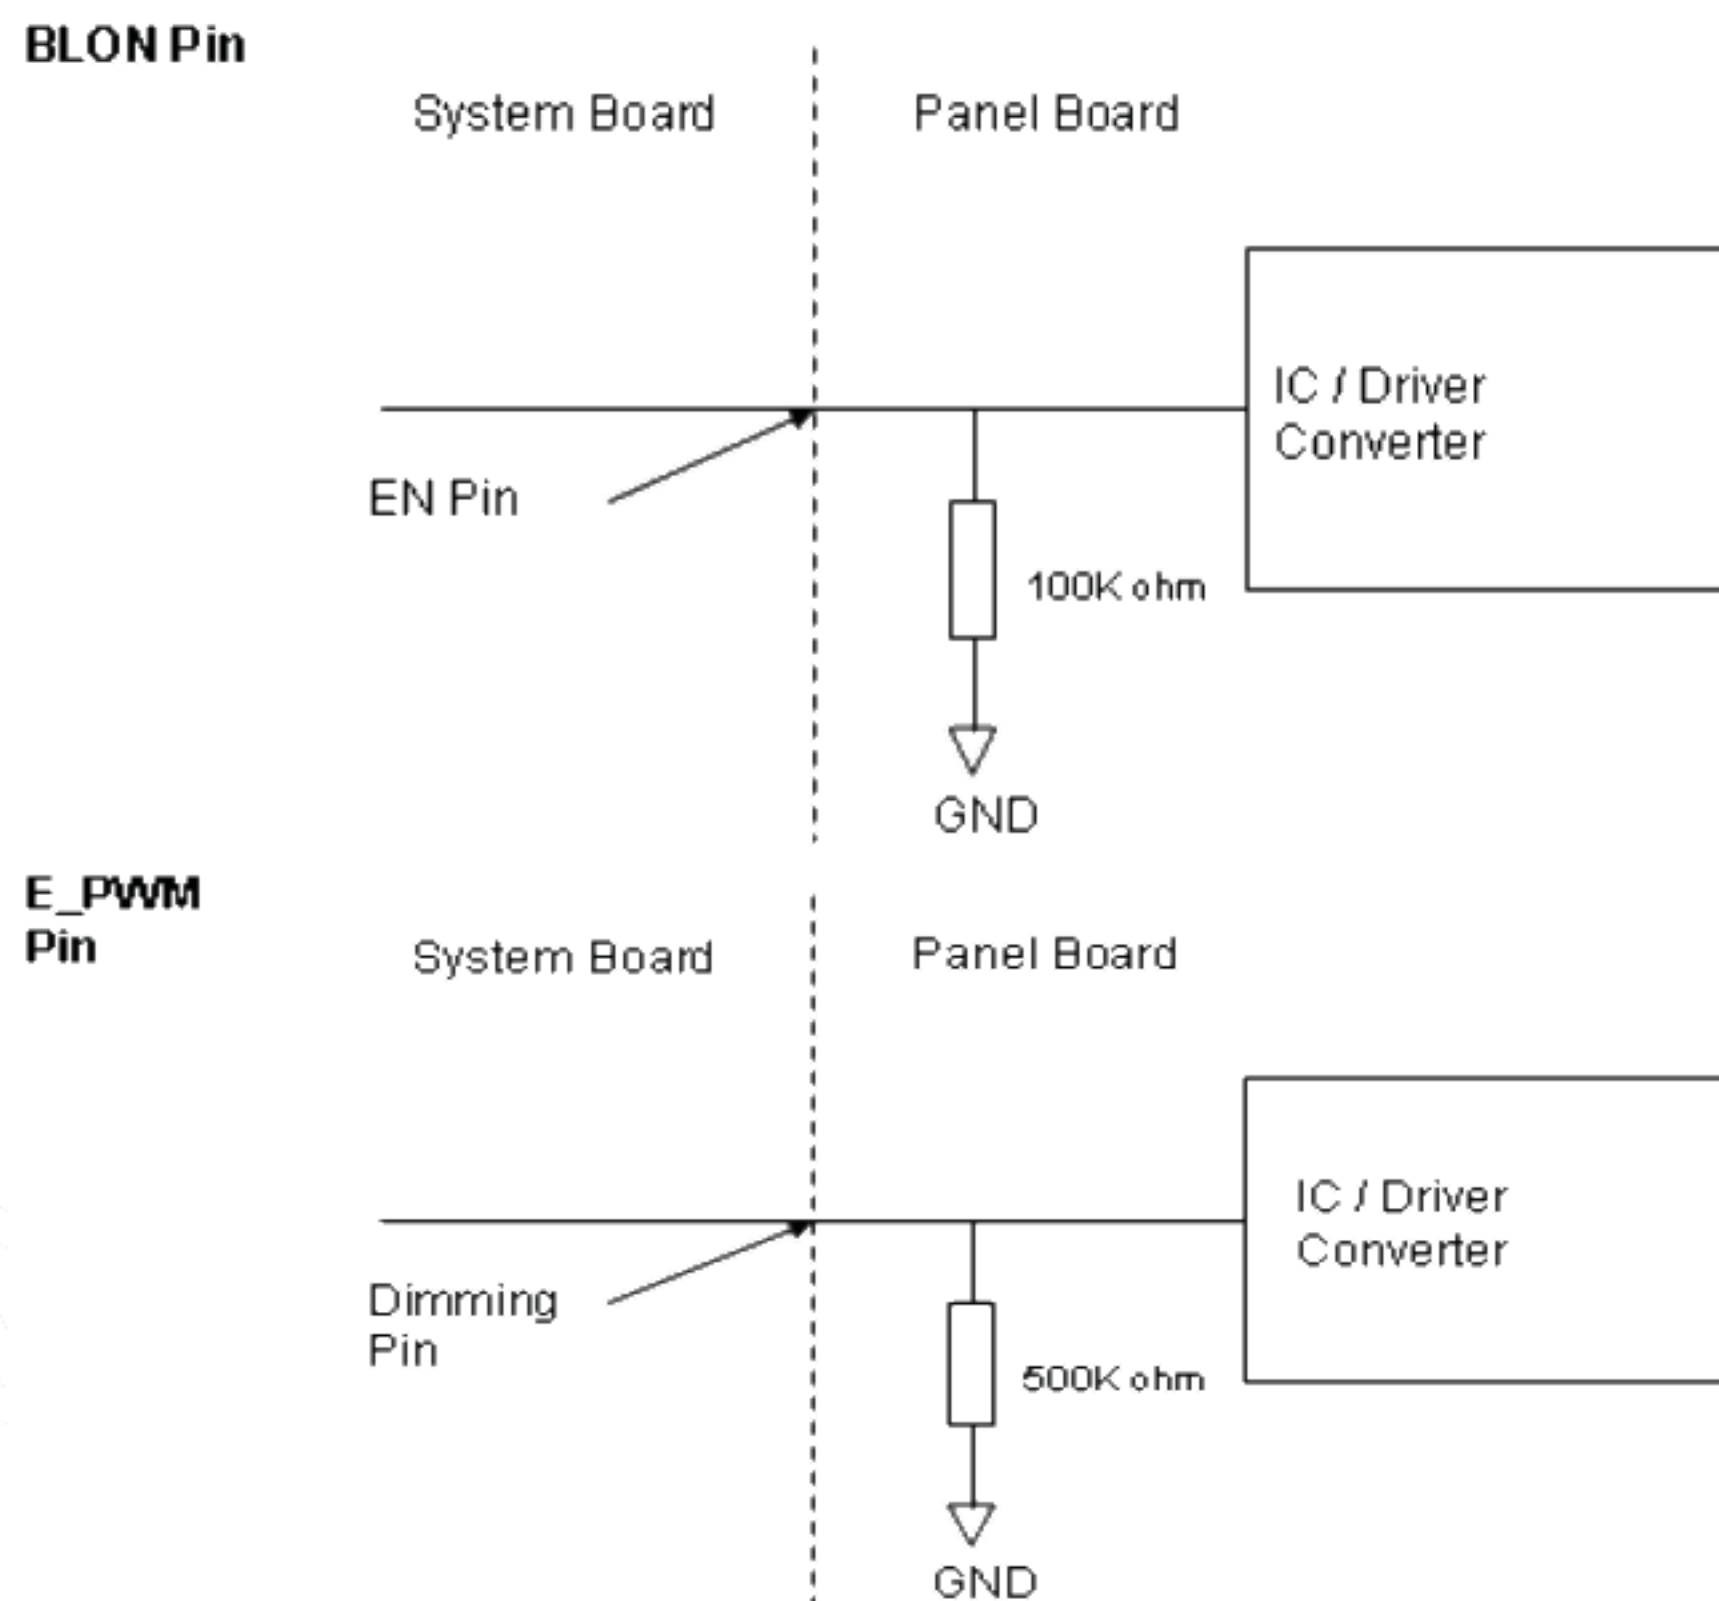 BLON Pin
System Board
Panel Board
IC / Driver
Converter
EN Pin
100K ohm
GND
E_PWM
Pin
System Board
Panel Board
IC / Driver
Converter
Dimming
Pin
500K ohm
GND